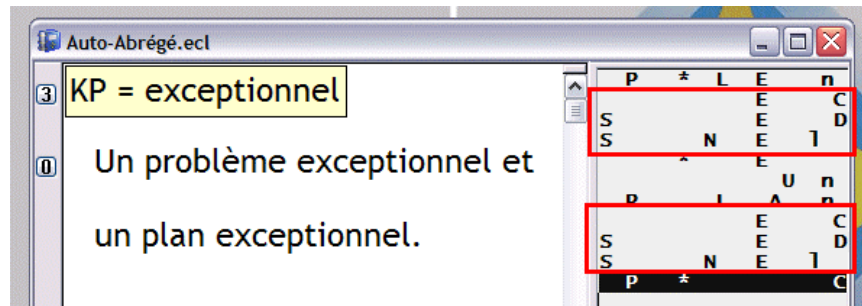 Auto-Abrégé.ecl
3
KP = exceptionnel
0
Un problème exceptionnel et
un plan exceptionnel.
P * L E n
E C
S E D
S N E l
* E
U n
P L A n
E C
S E D
S N E l
P * C